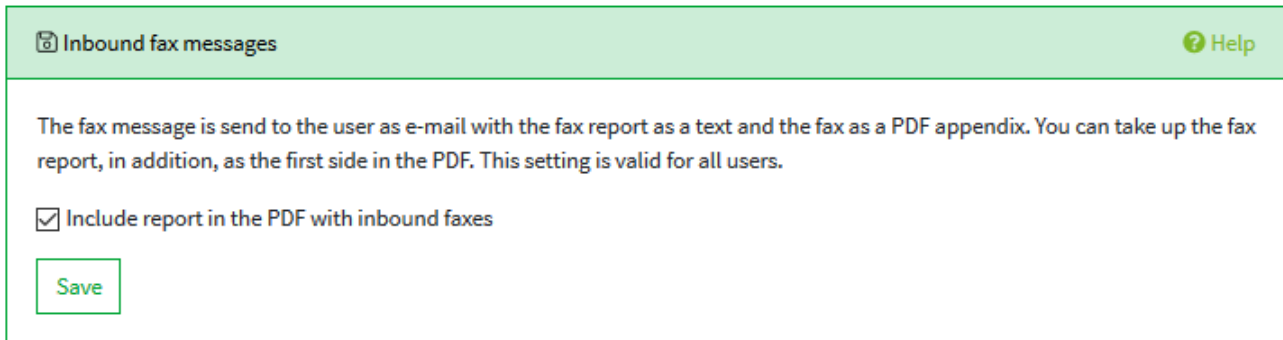 Inbound fax messages
Help
The fax message is send to the user as e-mail with the fax report as a text and the fax as a PDF appendix. You can take up the fax
report, in addition, as the first side in the PDF. This setting is valid for all users.
Include report in the PDF with inbound faxes
Save